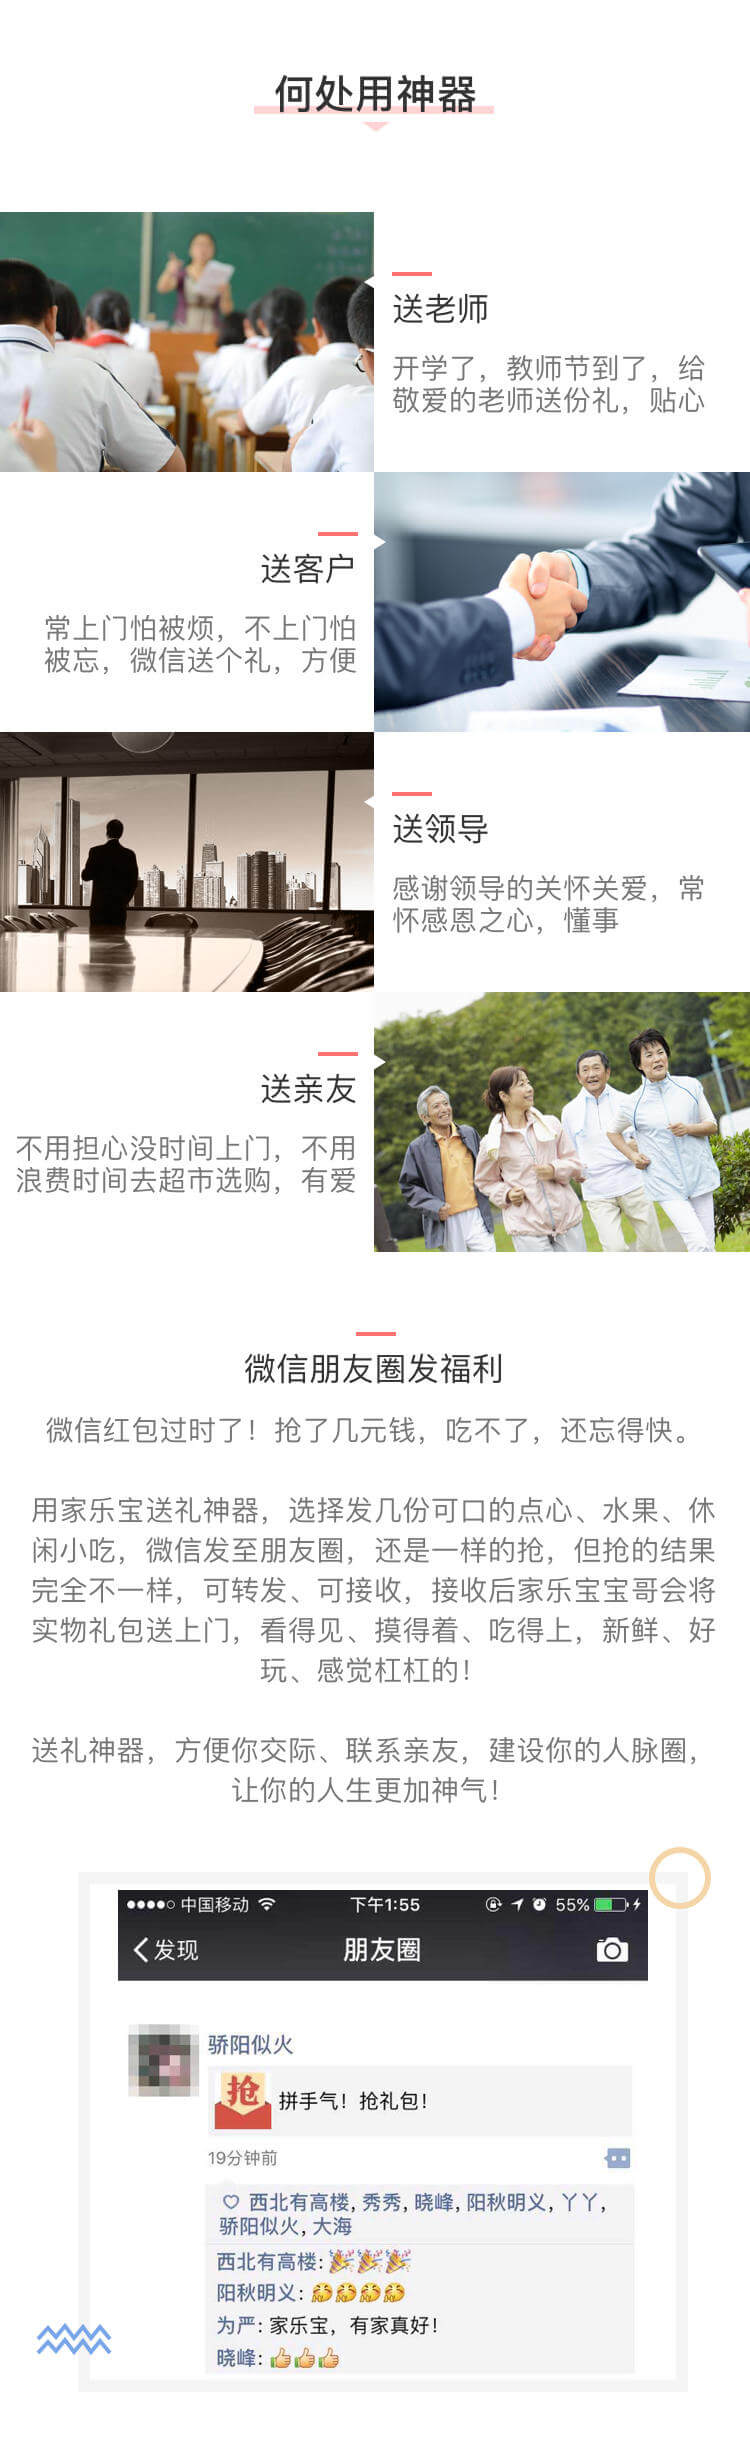 何处用神器
送老师
开学了，教师节到了，给
敬爱的老师送份礼，贴心
送客户
常上门怕被烦，不上门怕
被忘，微信送个礼，方便
送领导
感谢领导的关怀关爱，常
怀感恩之心，懂事
送亲友
不用担心没时间上门，不用
浪费时间去超市选购，有爱
微信朋友圈发福利
微信红包过时了！抢了几元钱，吃不了，还忘得快。
用家乐宝送礼神器，选择发几份可口的点心、水果、休
闲小吃，微信发至朋友圈，还是一样的抢，但抢的结果
完全不一样，可转发、可接收，接收后家乐宝宝哥会将
实物礼包送上门，看得见、摸得着、吃得上，新鲜、好
玩、感觉杠杠的！
送礼神器，方便你交际、联系亲友，建设你的人脉圈，
让你的人生更加神气！
中国移动 下午1:55 55%
发现 朋友圈
骄阳似火
抢 拼手气！抢礼包！
19分钟前
西北有高楼, 秀秀, 晓峰, 阳秋明义, 丫丫,
骄阳似火, 大海
西北有高楼: 🎉🎉🎉
阳秋明义: 😂😂😂😂
为严: 家乐宝，有家真好！
晓峰: 👍👍👍